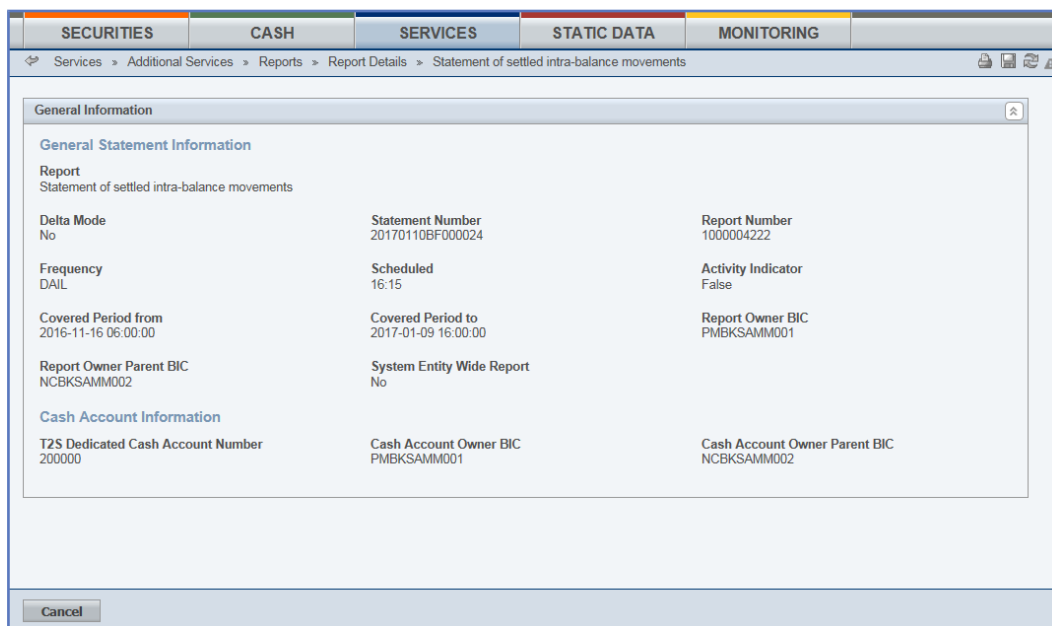 SECURITIES CASH SERVICES STATIC DATA MONITORING
Services » Additional Services » Reports » Report Details » Statement of settled intra-balance movements
General Information
General Statement Information
Report
Statement of settled intra-balance movements
Delta Mode Statement Number Report Number
No 20170110BF000024 1000004222
Frequency Scheduled Activity Indicator
DAIL 16:15 False
Covered Period from Covered Period to Report Owner BIC
2016-11-16 06:00:00 2017-01-09 16:00:00 PMBKSAMM001
Report Owner Parent BIC System Entity Wide Report
NCBKSAMM002 No
Cash Account Information
T2S Dedicated Cash Account Number Cash Account Owner BIC Cash Account Owner Parent BIC
200000 PMBKSAMM001 NCBKSAMM002
Cancel